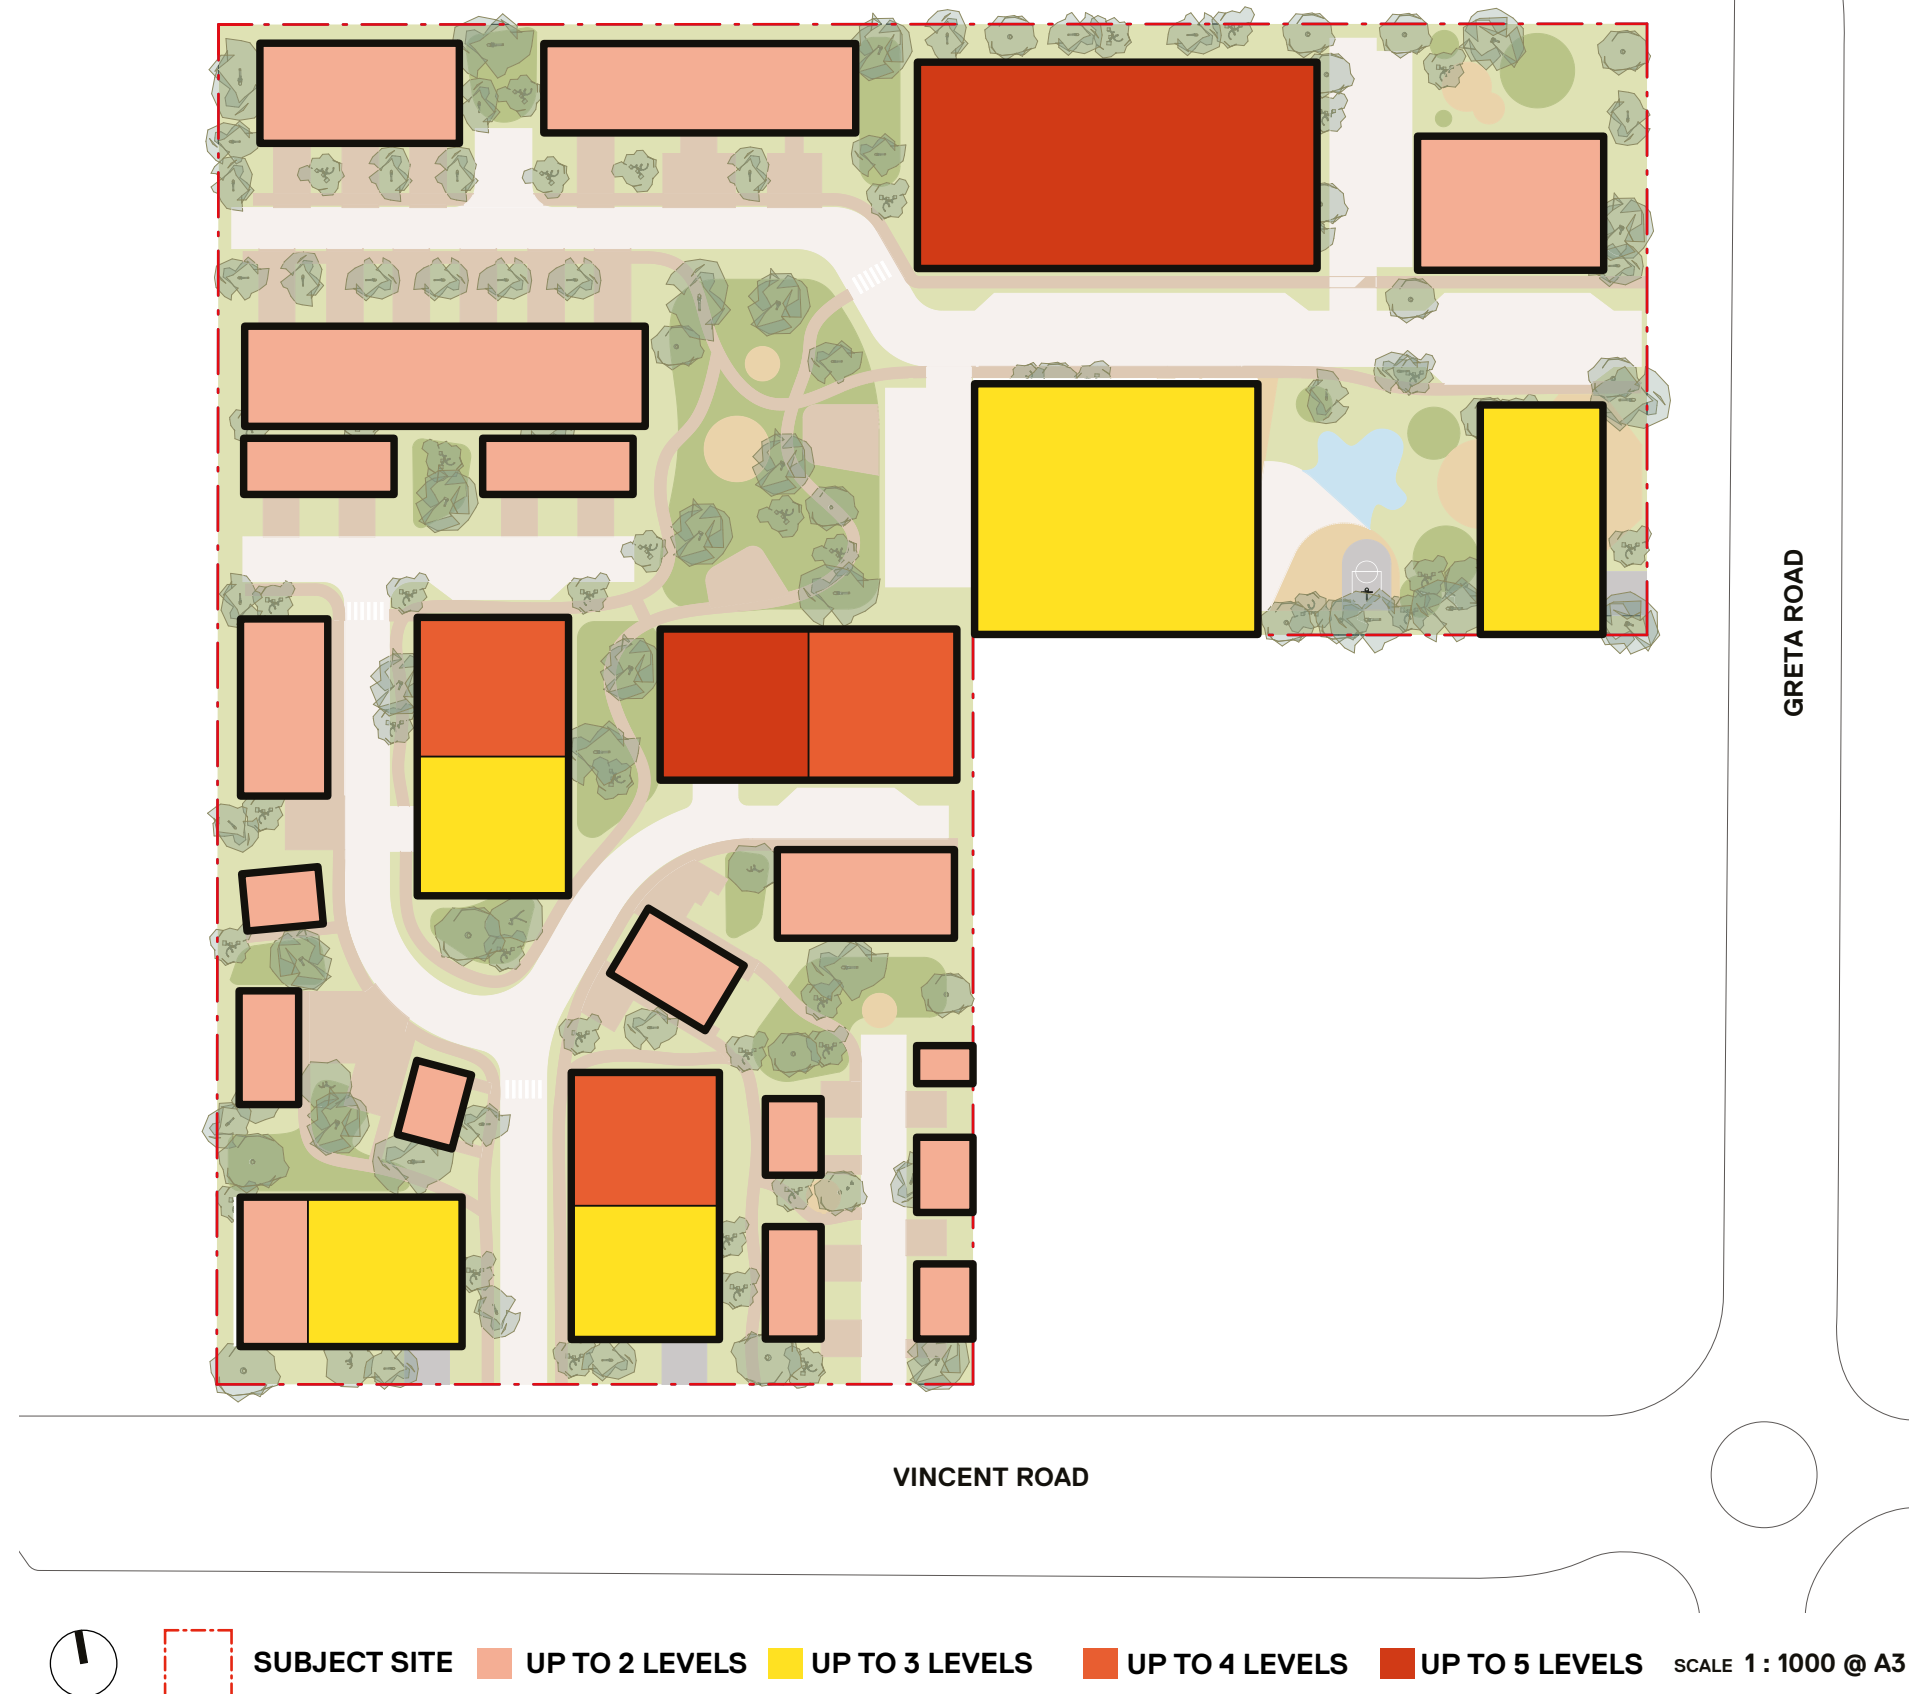 GRETA ROAD
VINCENT ROAD
SUBJECT SITE
UP TO 2 LEVELS
UP TO 3 LEVELS
UP TO 4 LEVELS
UP TO 5 LEVELS
SCALE 1 : 1000 @ A3